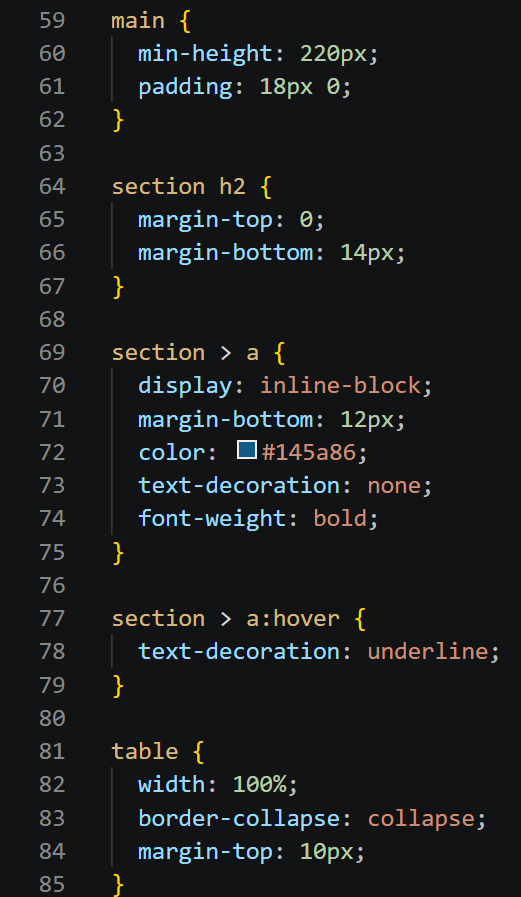 59 main {
60   min-height: 220px;
61   padding: 18px 0;
62 }
63
64 section h2 {
65   margin-top: 0;
66   margin-bottom: 14px;
67 }
68
69 section > a {
70   display: inline-block;
71   margin-bottom: 12px;
72   color: #145a86;
73   text-decoration: none;
74   font-weight: bold;
75 }
76
77 section > a:hover {
78   text-decoration: underline;
79 }
80
81 table {
82   width: 100%;
83   border-collapse: collapse;
84   margin-top: 10px;
85 }